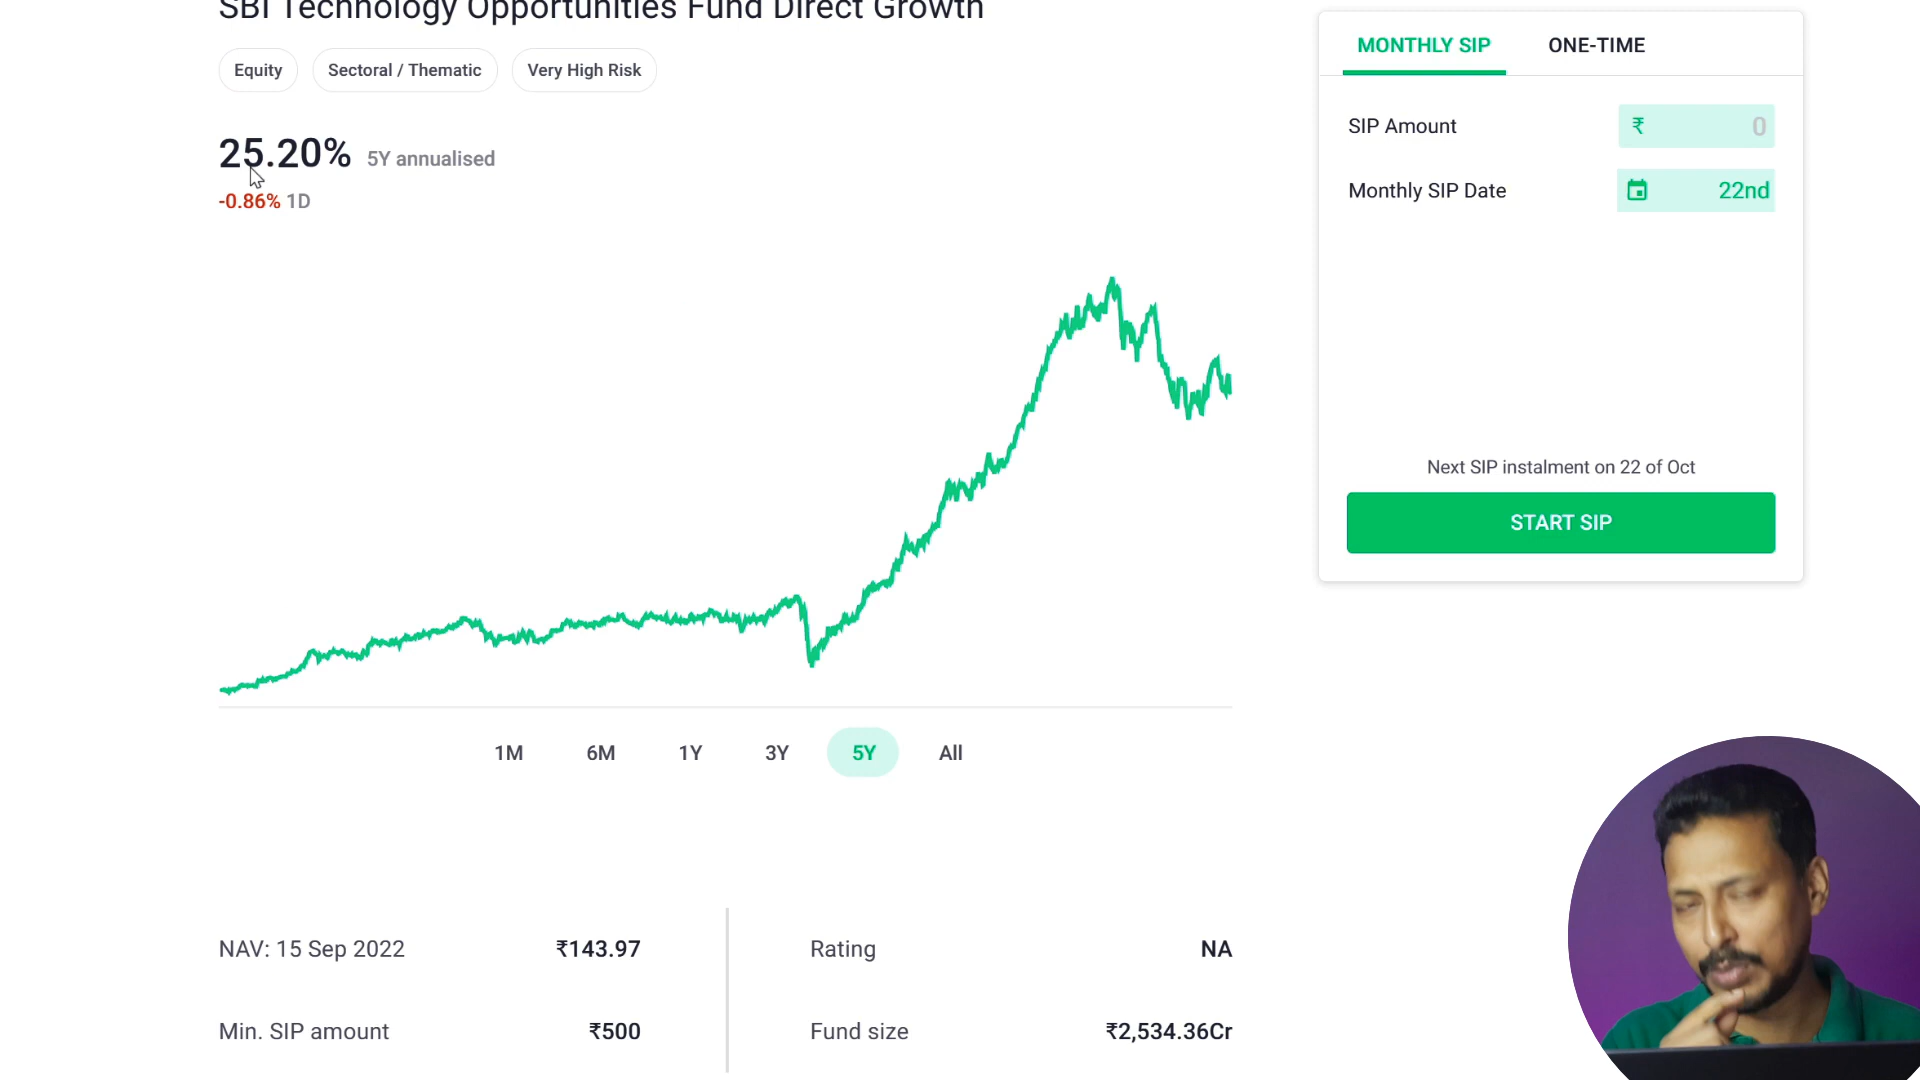 SBI Technology Opportunities Fund Direct Growth
Equity Sectoral / Thematic Very High Risk
25.20% 5Y annualised
-0.86% 1D
1M 6M 1Y 3Y 5Y All
NAV: 15 Sep 2022 ₹143.97
Rating NA
Min. SIP amount ₹500
Fund size ₹2,534.36Cr
MONTHLY SIP ONE-TIME
SIP Amount ₹ 0
Monthly SIP Date 22nd
Next SIP instalment on 22 of Oct
START SIP